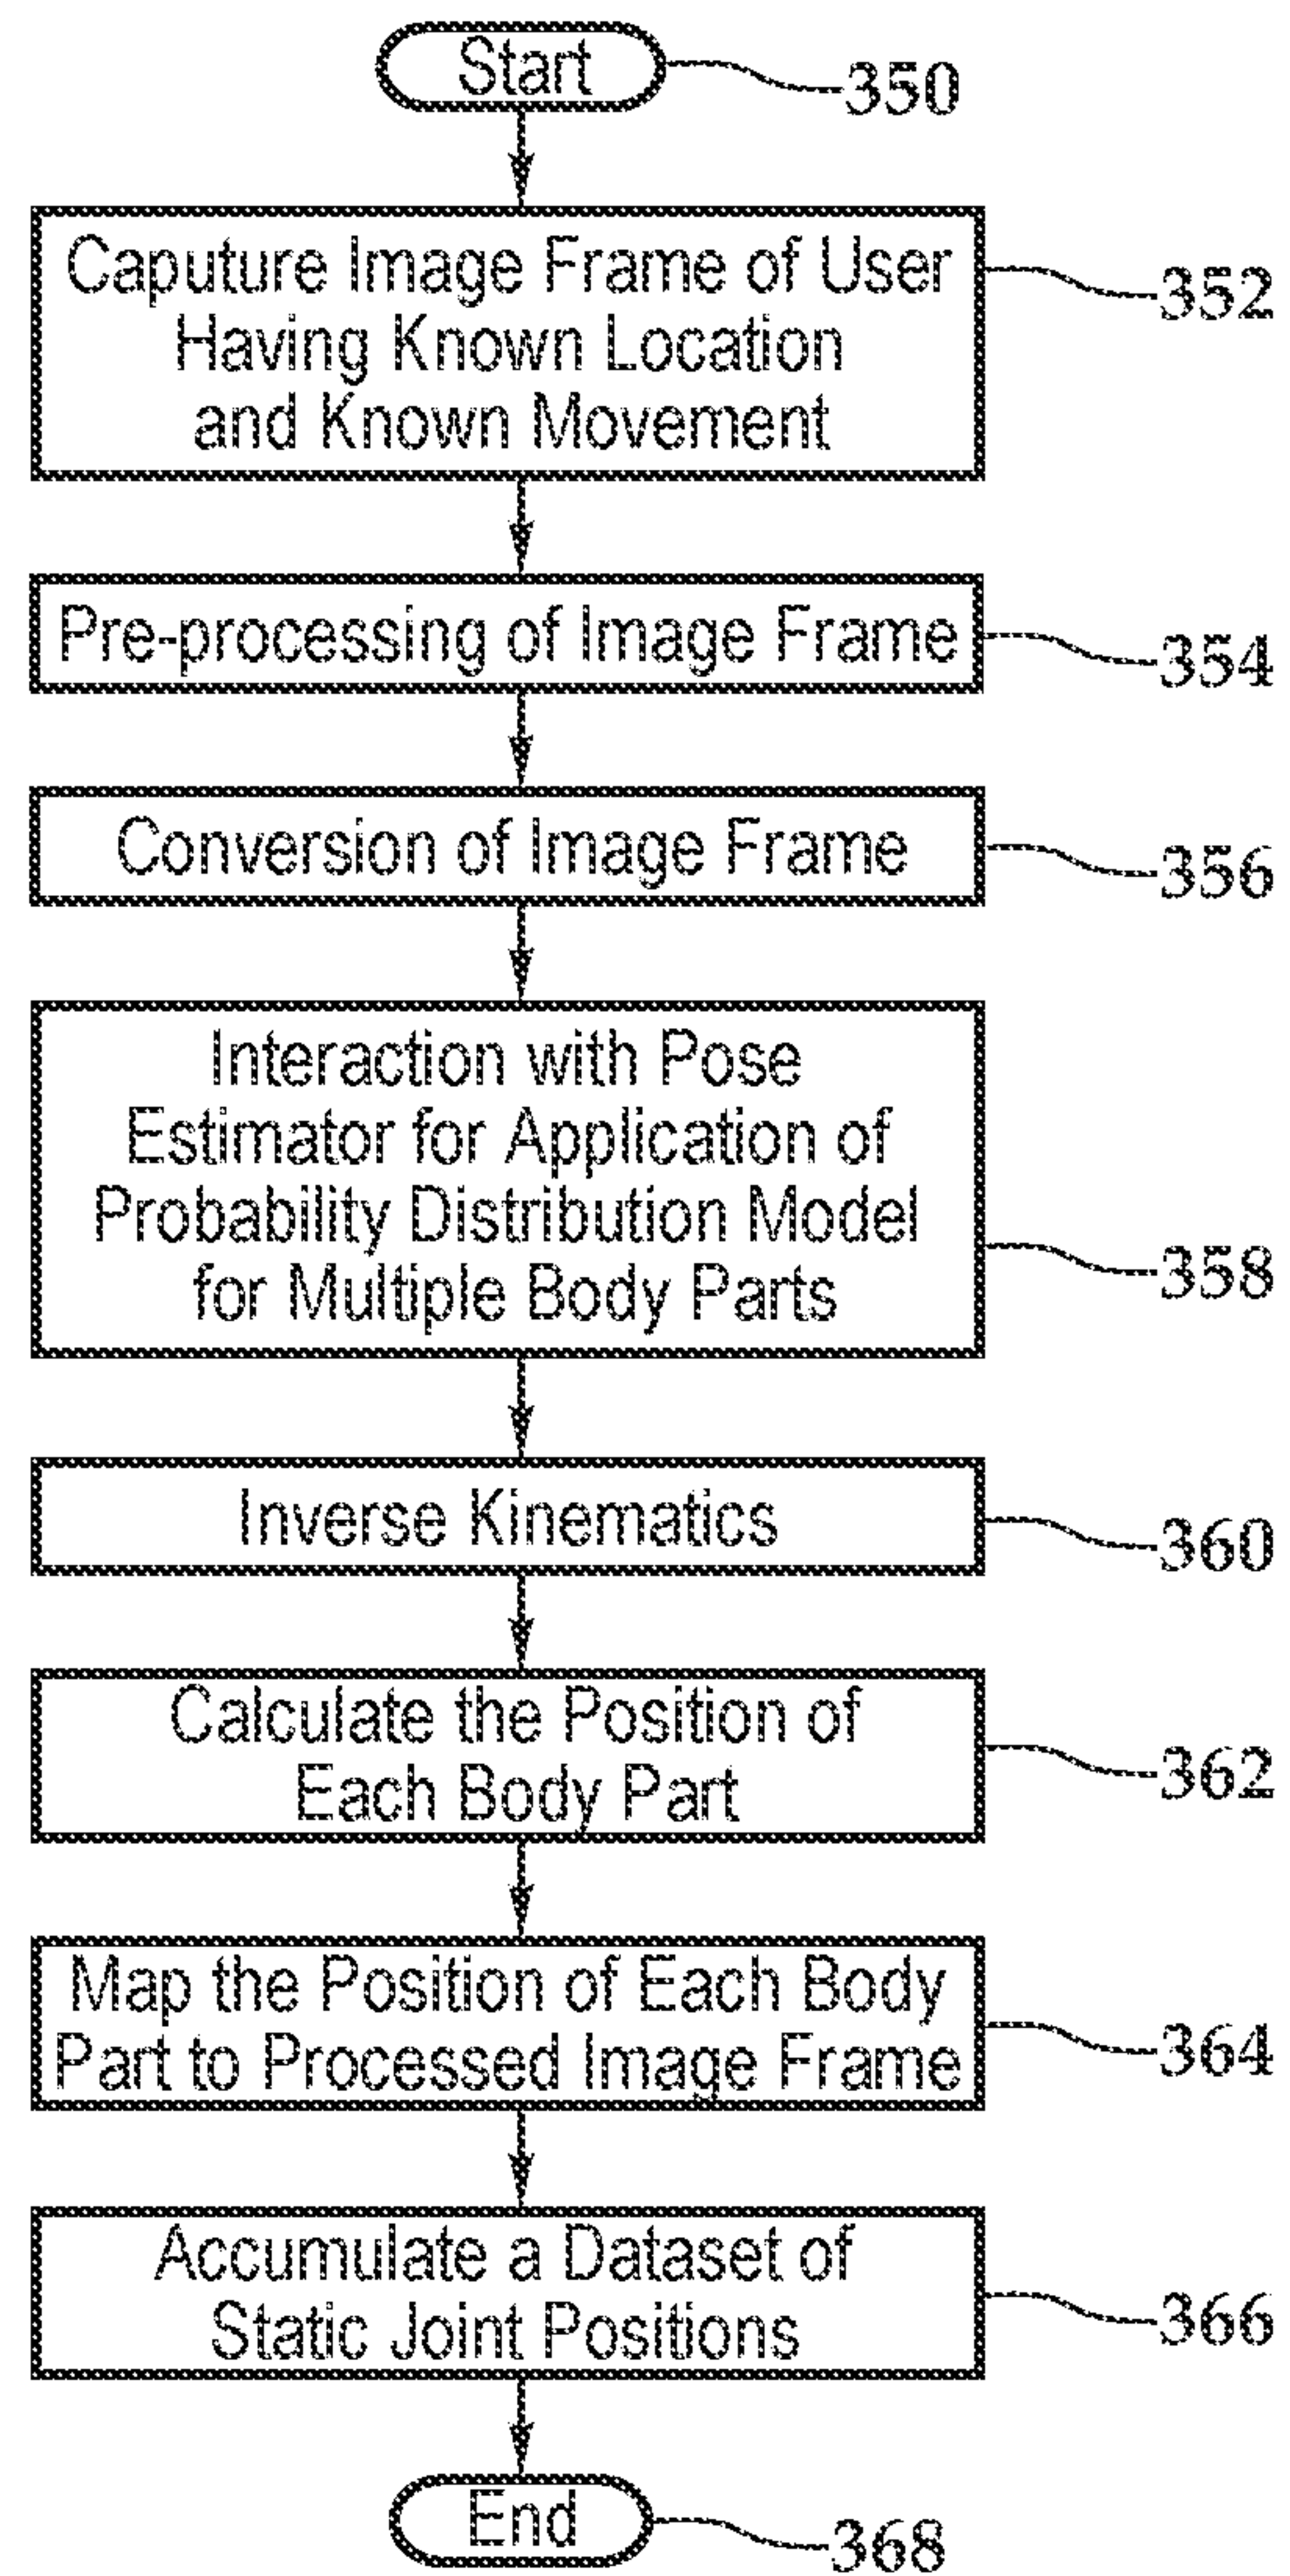 Start
350
Caputure Image Frame of User
Having Known Location
and Known Movement
352
Pre-processing of Image Frame
354
Conversion of Image Frame
356
Interaction with Pose
Estimator for Application of
Probability Distribution Model
for Multiple Body Parts
358
Inverse Kinematics
360
Calculate the Position of
Each Body Part
362
Map the Position of Each Body
Part to Processed Image Frame
364
Accumulate a Dataset of
Static Joint Positions
366
End
368